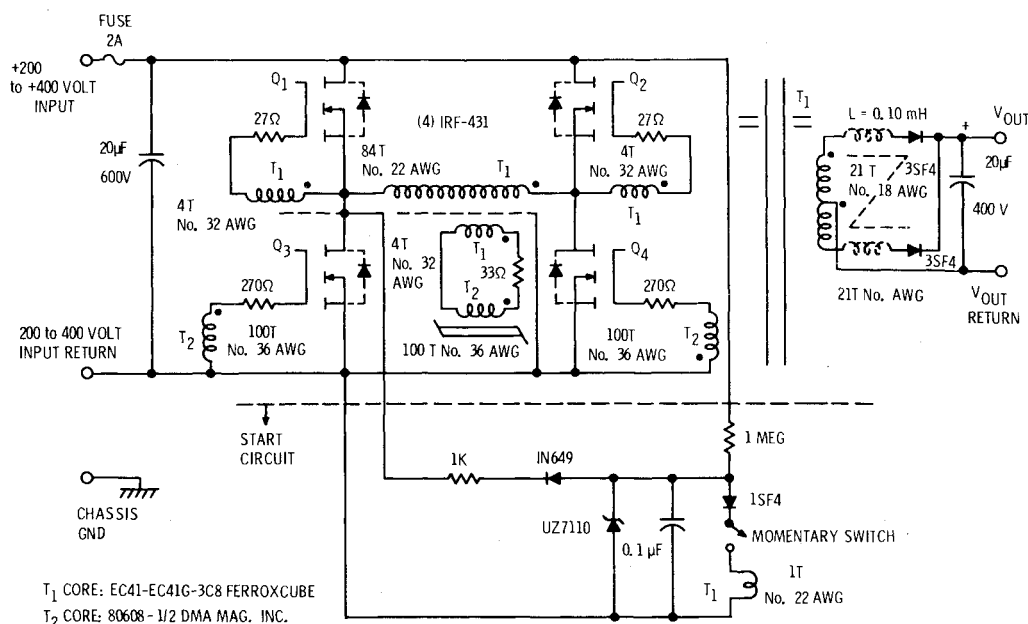 FUSE
2A
+200
to +400 VOLT
INPUT
20μF
600V
Q1
27Ω
T1
4T
No. 32 AWG
(4) IRF-431
84T
No. 22 AWG
T1
Q2
27Ω
4T
No. 32 AWG
T1
T1
L = 0.10 mH
21 T
No. 18 AWG
3SF4
+
VOUT
20μF
400 V
3SF4
21T No. AWG
VOUT
RETURN
Q3
270Ω
T2
100T
No. 36 AWG
4T
No. 32
AWG
T1
33Ω
T2
100 T No. 36 AWG
Q4
270Ω
100T
No. 36 AWG
T2
200 to 400 VOLT
INPUT RETURN
START
CIRCUIT
CHASSIS
GND
1K
IN649
1 MEG
1SF4
UZ7110
0.1 μF
MOMENTARY SWITCH
T1
1T
No. 22 AWG
T1 CORE: EC41-EC41G-3C8 FERROXCUBE
T2 CORE: 80608 - 1/2 DMA MAG. INC.